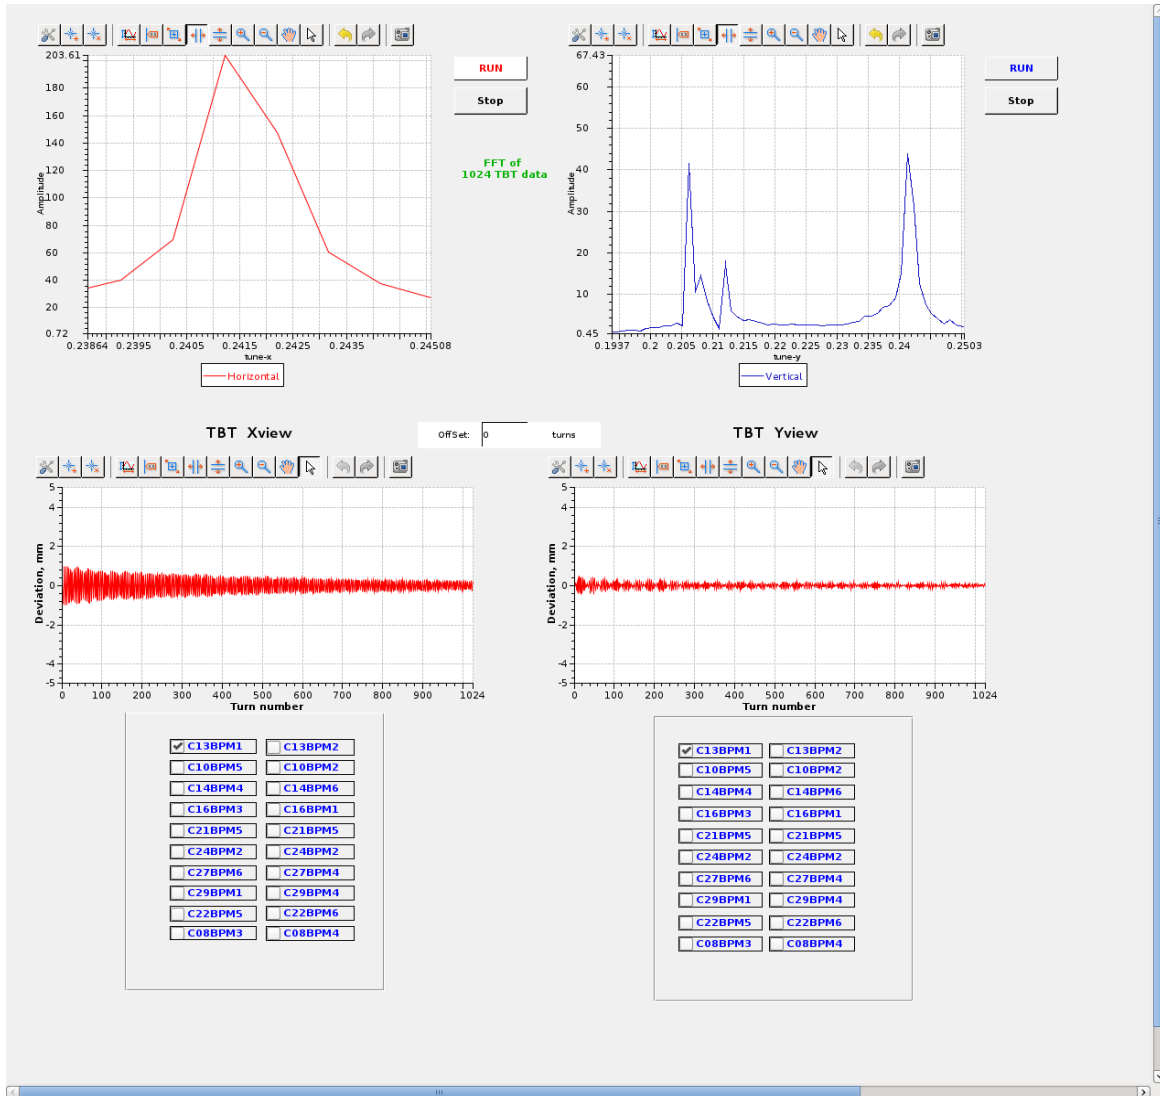 203.61
180
160
140
120
100
80
60
40
20
0.72
Amplitude
0.23864 0.2395 0.2405 0.2415 0.2425 0.2435 0.24508
tune-x
Horizontal
RUN
Stop
FFT of
1024 TBT data
67.43
60
50
40
30
20
10
0.45
Amplitude
0.1937 0.2 0.205 0.21 0.215 0.22 0.225 0.23 0.235 0.24 0.2503
tune-y
Vertical
RUN
Stop
TBT Xview
OffSet: 0 turns
TBT Yview
5
4
2
0
-2
-4
-5
Deviation, mm
0 100 200 300 400 500 600 700 800 900 1024
Turn number
5
4
2
0
-2
-4
-5
Deviation, mm
0 100 200 300 400 500 600 700 800 900 1024
Turn number
C13BPM1 C13BPM2
C10BPM5 C10BPM2
C14BPM4 C14BPM6
C16BPM3 C16BPM1
C21BPM5 C21BPM5
C24BPM2 C24BPM2
C27BPM6 C27BPM4
C29BPM1 C29BPM4
C22BPM5 C22BPM6
C08BPM3 C08BPM4
C13BPM1 C13BPM2
C10BPM5 C10BPM2
C14BPM4 C14BPM6
C16BPM3 C16BPM1
C21BPM5 C21BPM5
C24BPM2 C24BPM2
C27BPM6 C27BPM4
C29BPM1 C29BPM4
C22BPM5 C22BPM6
C08BPM3 C08BPM4